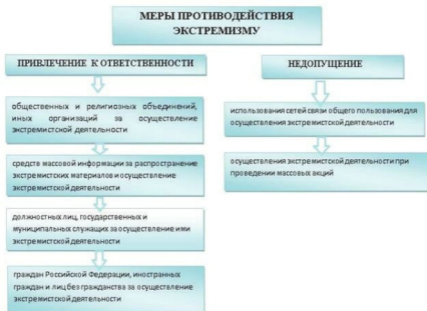 МЕРЫ ПРОТИВОДЕЙСТВИЯ
ЭКСТРЕМИЗМУ
ПРИВЛЕЧЕНИЕ К ОТВЕТСТВЕННОСТИ
общественных и религиозных объединений,
иных организаций за осуществление
экстремистской деятельности
средств массовой информации за распространение
экстремистских материалов и осуществление
экстремистской деятельности
должностных лиц, государственных и
муниципальных служащих за осуществление ими
экстремистской деятельности
граждан Российской Федерации, иностранных
граждан и лиц без гражданства за осуществление
экстремистской деятельности
НЕДОПУЩЕНИЕ
использования сетей связи общего пользования для
осуществления экстремистской деятельности
осуществления экстремистской деятельности при
проведении массовых акций